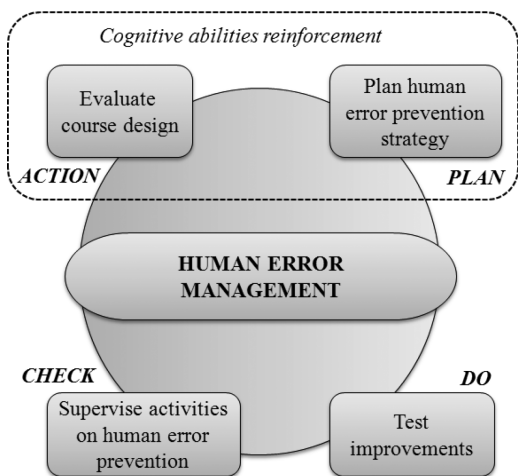 Cognitive abilities reinforcement
Evaluate
course design
Plan human
error prevention
strategy
ACTION
PLAN
HUMAN ERROR
MANAGEMENT
CHECK
DO
Supervise activities
on human error
prevention
Test
improvements